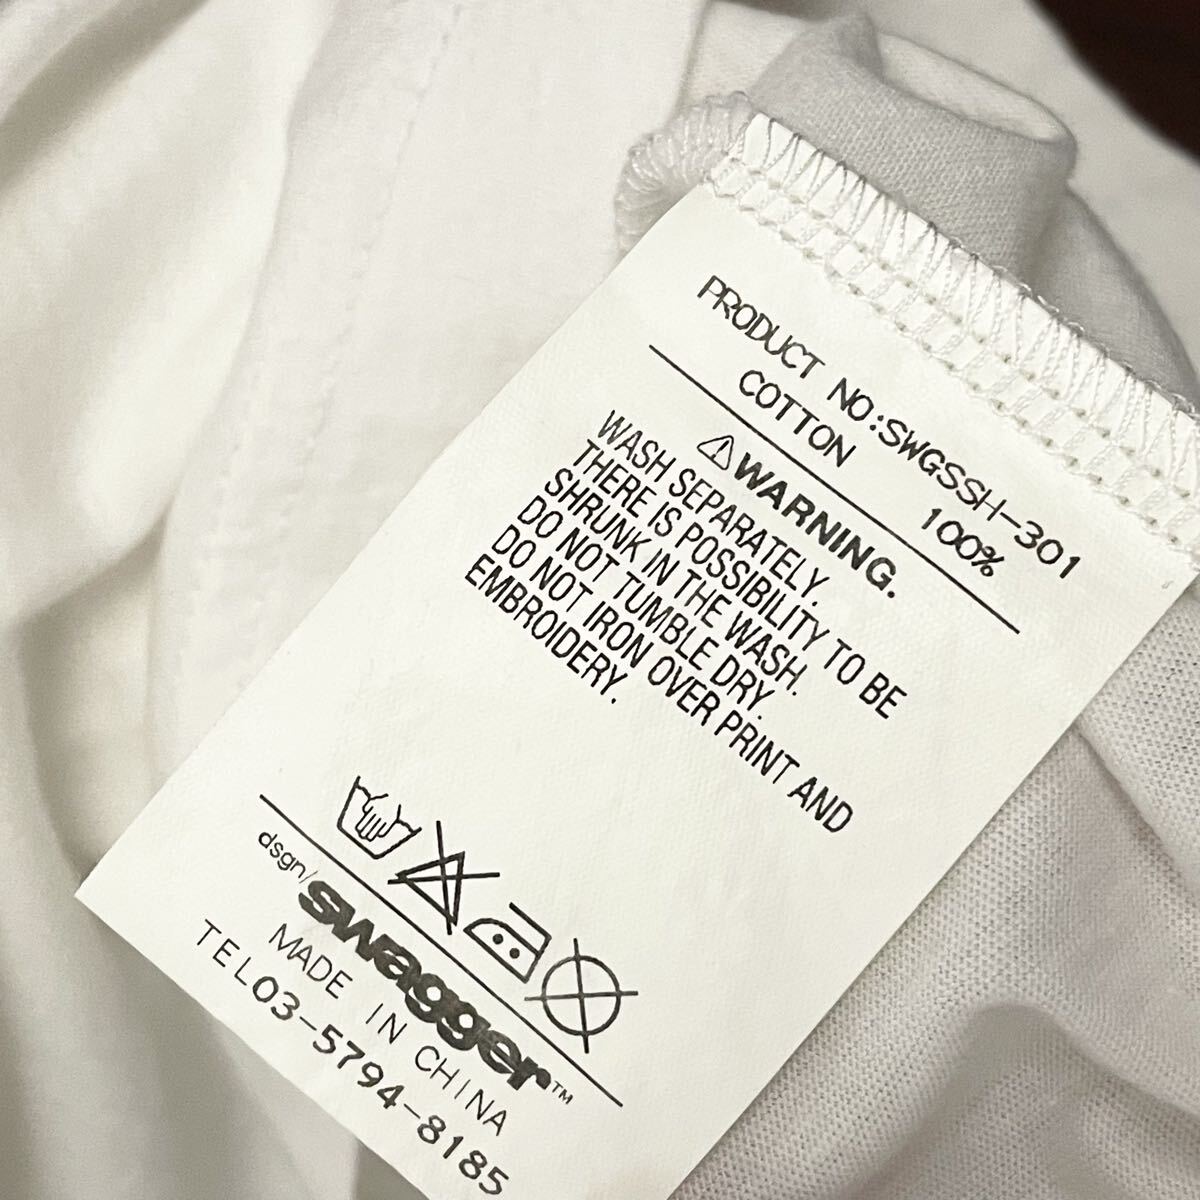 PRODUCT NO:SWGSSH-301
COTTON 100%
WARNING.
WASH SEPARATELY.
THERE IS POSSIBILITY TO BE
SHRUNK IN THE WASH.
DO NOT TUMBLE DRY.
DO NOT IRON OVER PRINT AND
EMBROIDERY.
dsgn/
swagger™
MADE IN CHINA
TEL03-5794-8185